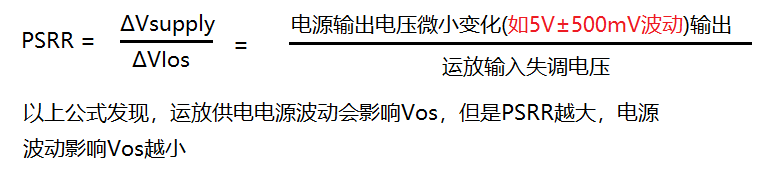 PSRR = ΔVsupply / ΔVIos = 电源输出电压微小变化(如5V±500mV波动)输出 / 运放输入失调电压
以上公式发现，运放供电电源波动会影响Vos，但是PSRR越大，电源
波动影响Vos越小